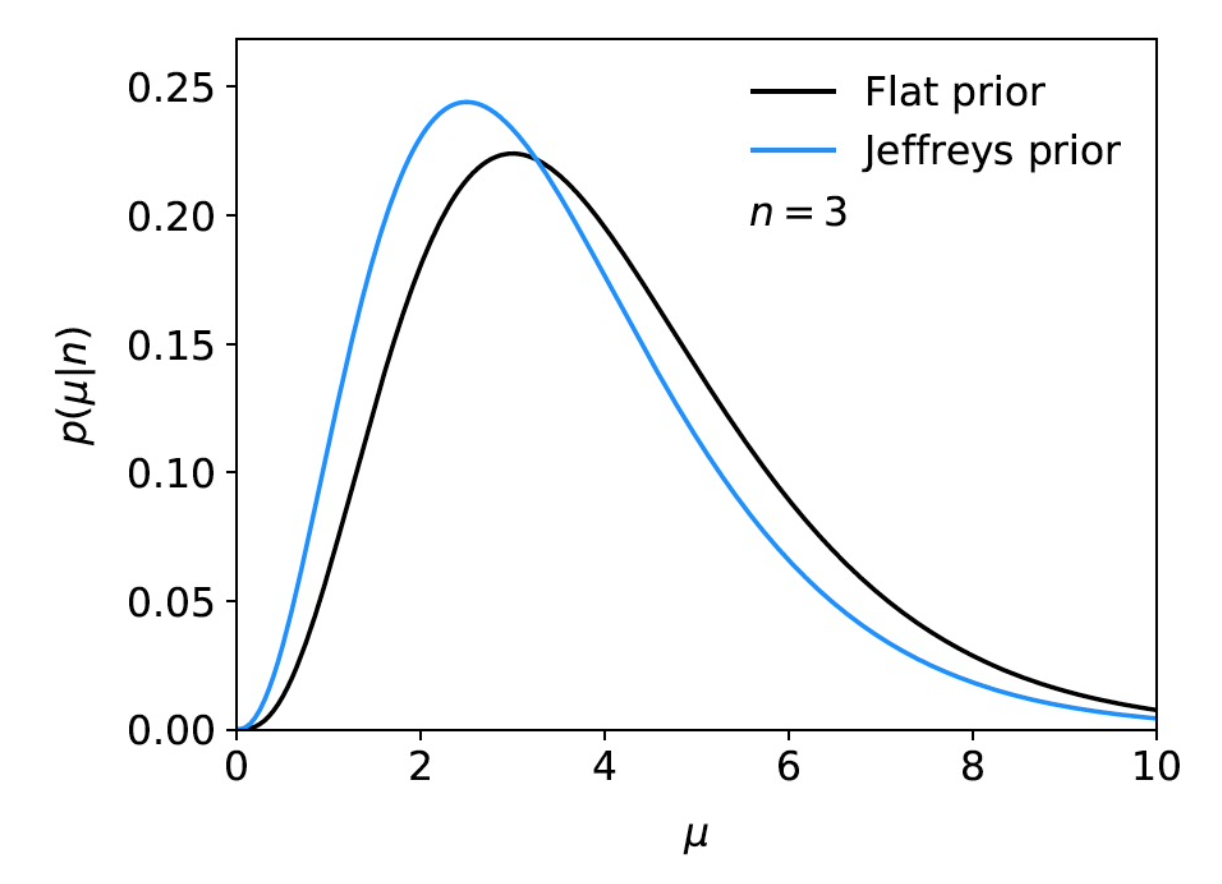 0.25
0.20
0.15
0.10
0.05
0.00
p(μ|n)
Flat prior
Jeffreys prior
n = 3
0 2 4 6 8 10
μ